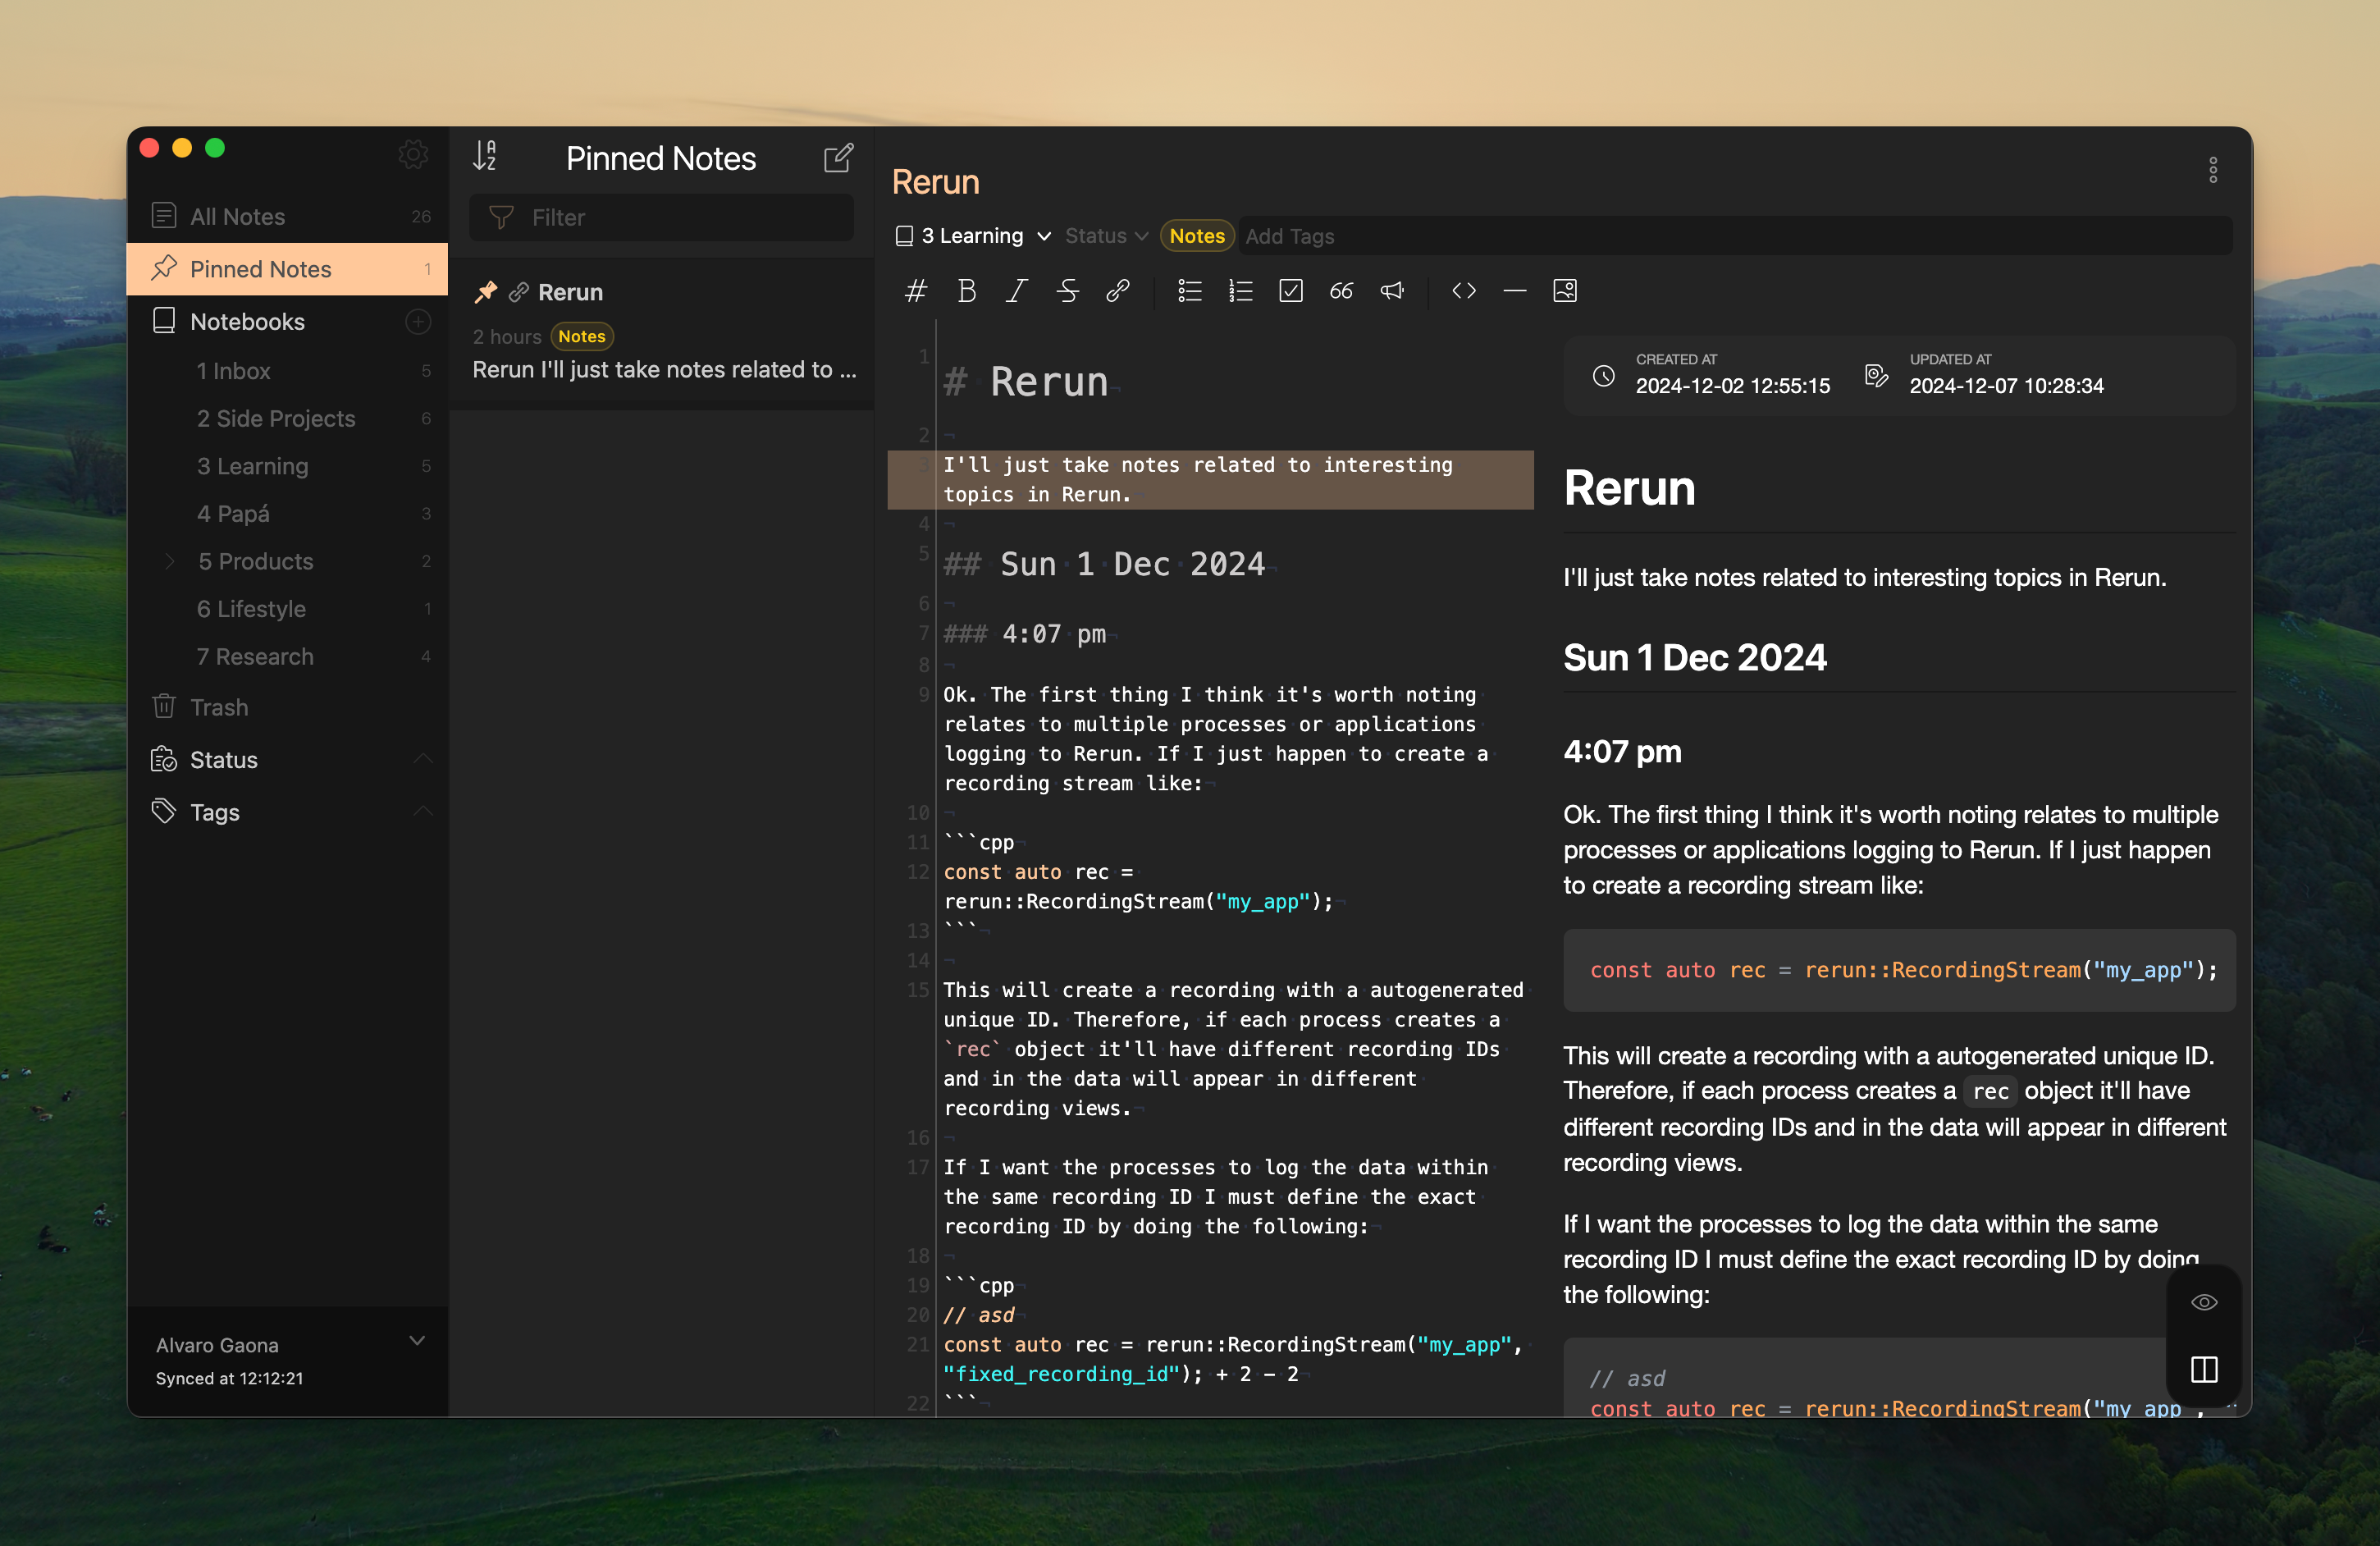 All Notes 26
Pinned Notes 1
Notebooks
1 Inbox 5
2 Side Projects 6
3 Learning 5
4 Papá 3
5 Products 2
6 Lifestyle 1
7 Research 4
Trash
Status
Tags
Alvaro Gaona
Synced at 12:12:21
Pinned Notes
Filter
Rerun
2 hours Notes
Rerun I'll just take notes related to ...
Rerun
3 Learning Status Notes Add Tags
1 # Rerun
2
3 I'll just take notes related to interesting
topics in Rerun.
4
5 ## Sun 1 Dec 2024
6
7 ### 4:07 pm
8
9 Ok. The first thing I think it's worth noting
relates to multiple processes or applications
logging to Rerun. If I just happen to create a
recording stream like:
10
11 ```cpp
12 const auto rec =
rerun::RecordingStream("my_app");
13 ```
14
15 This will create a recording with a autogenerated
unique ID. Therefore, if each process creates a
`rec` object it'll have different recording IDs
and in the data will appear in different
recording views.
16
17 If I want the processes to log the data within
the same recording ID I must define the exact
recording ID by doing the following:
18
19 ```cpp
20 // asd
21 const auto rec = rerun::RecordingStream("my_app",
"fixed_recording_id"); + 2 - 2
22 ```
CREATED AT
2024-12-02 12:55:15
UPDATED AT
2024-12-07 10:28:34
Rerun
I'll just take notes related to interesting topics in Rerun.
Sun 1 Dec 2024
4:07 pm
Ok. The first thing I think it's worth noting relates to multiple
processes or applications logging to Rerun. If I just happen
to create a recording stream like:
const auto rec = rerun::RecordingStream("my_app");
This will create a recording with a autogenerated unique ID.
Therefore, if each process creates a rec object it'll have
different recording IDs and in the data will appear in different
recording views.
If I want the processes to log the data within the same
recording ID I must define the exact recording ID by doing
the following:
// asd
const auto rec = rerun::RecordingStream("my_app",